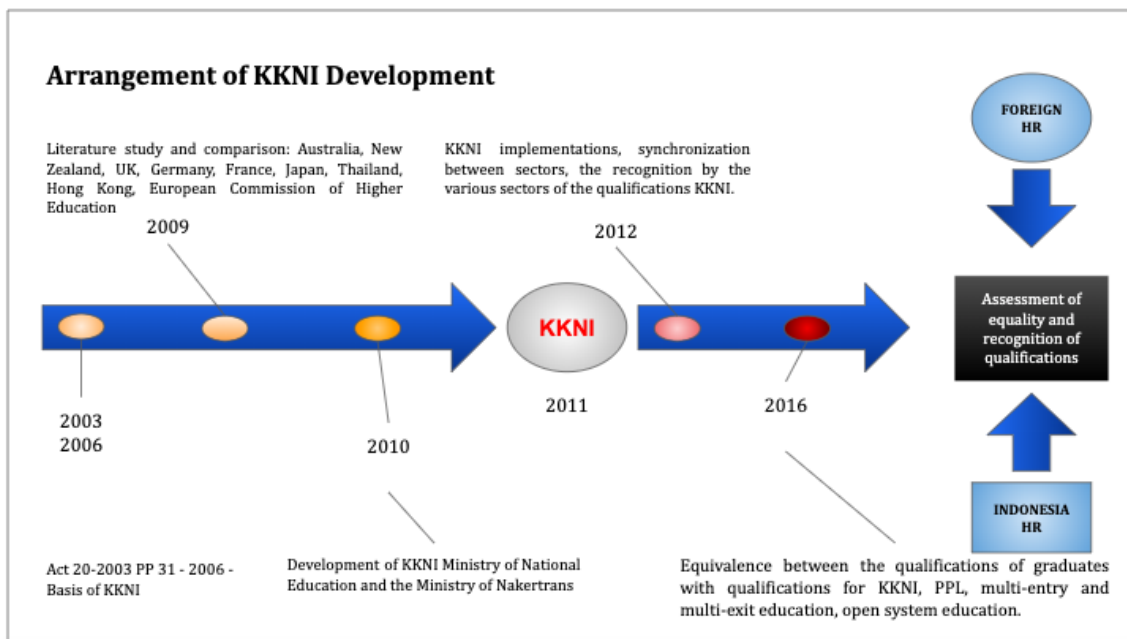 Arrangement of KKNI Development
FOREIGN
HR
Literature study and comparison: Australia, New
Zealand, UK, Germany, France, Japan, Thailand,
Hong Kong, European Commission of Higher
Education
2009
KKNI implementations, synchronization
between sectors, the recognition by the
various sectors of the qualifications KKNI.
2012
KKNI
2011
Assessment of
equality and
recognition of
qualifications
2003
2006
2010
2016
INDONESIA
HR
Act 20-2003 PP 31 - 2006 -
Basis of KKNI
Development of KKNI Ministry of National
Education and the Ministry of Nakertrans
Equivalence between the qualifications of graduates
with qualifications for KKNI, PPL, multi-entry and
multi-exit education, open system education.